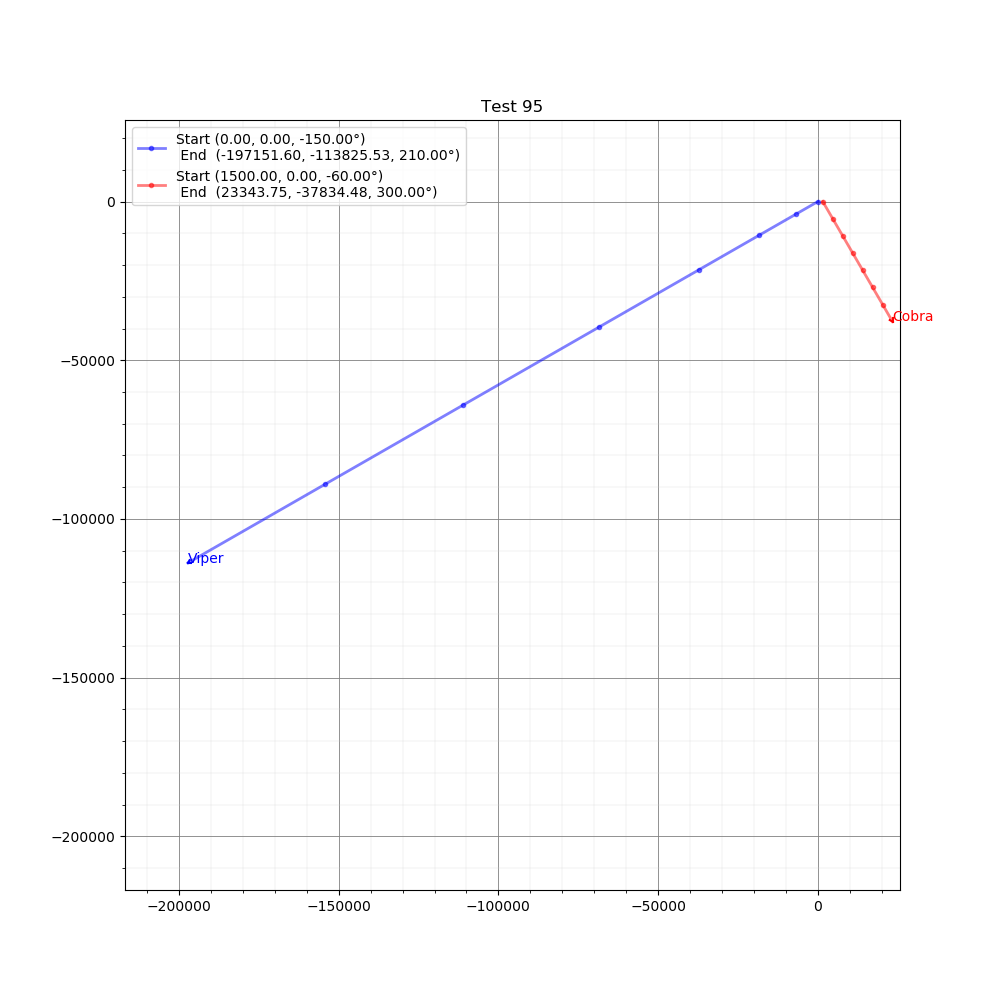 Test 95
Start (0.00, 0.00, -150.00°)
End  (-197151.60, -113825.53, 210.00°)
Start (1500.00, 0.00, -60.00°)
End  (23343.75, -37834.48, 300.00°)
0
Cobra
−50000
−100000
Viper
−150000
−200000
−200000 −150000 −100000 −50000 0